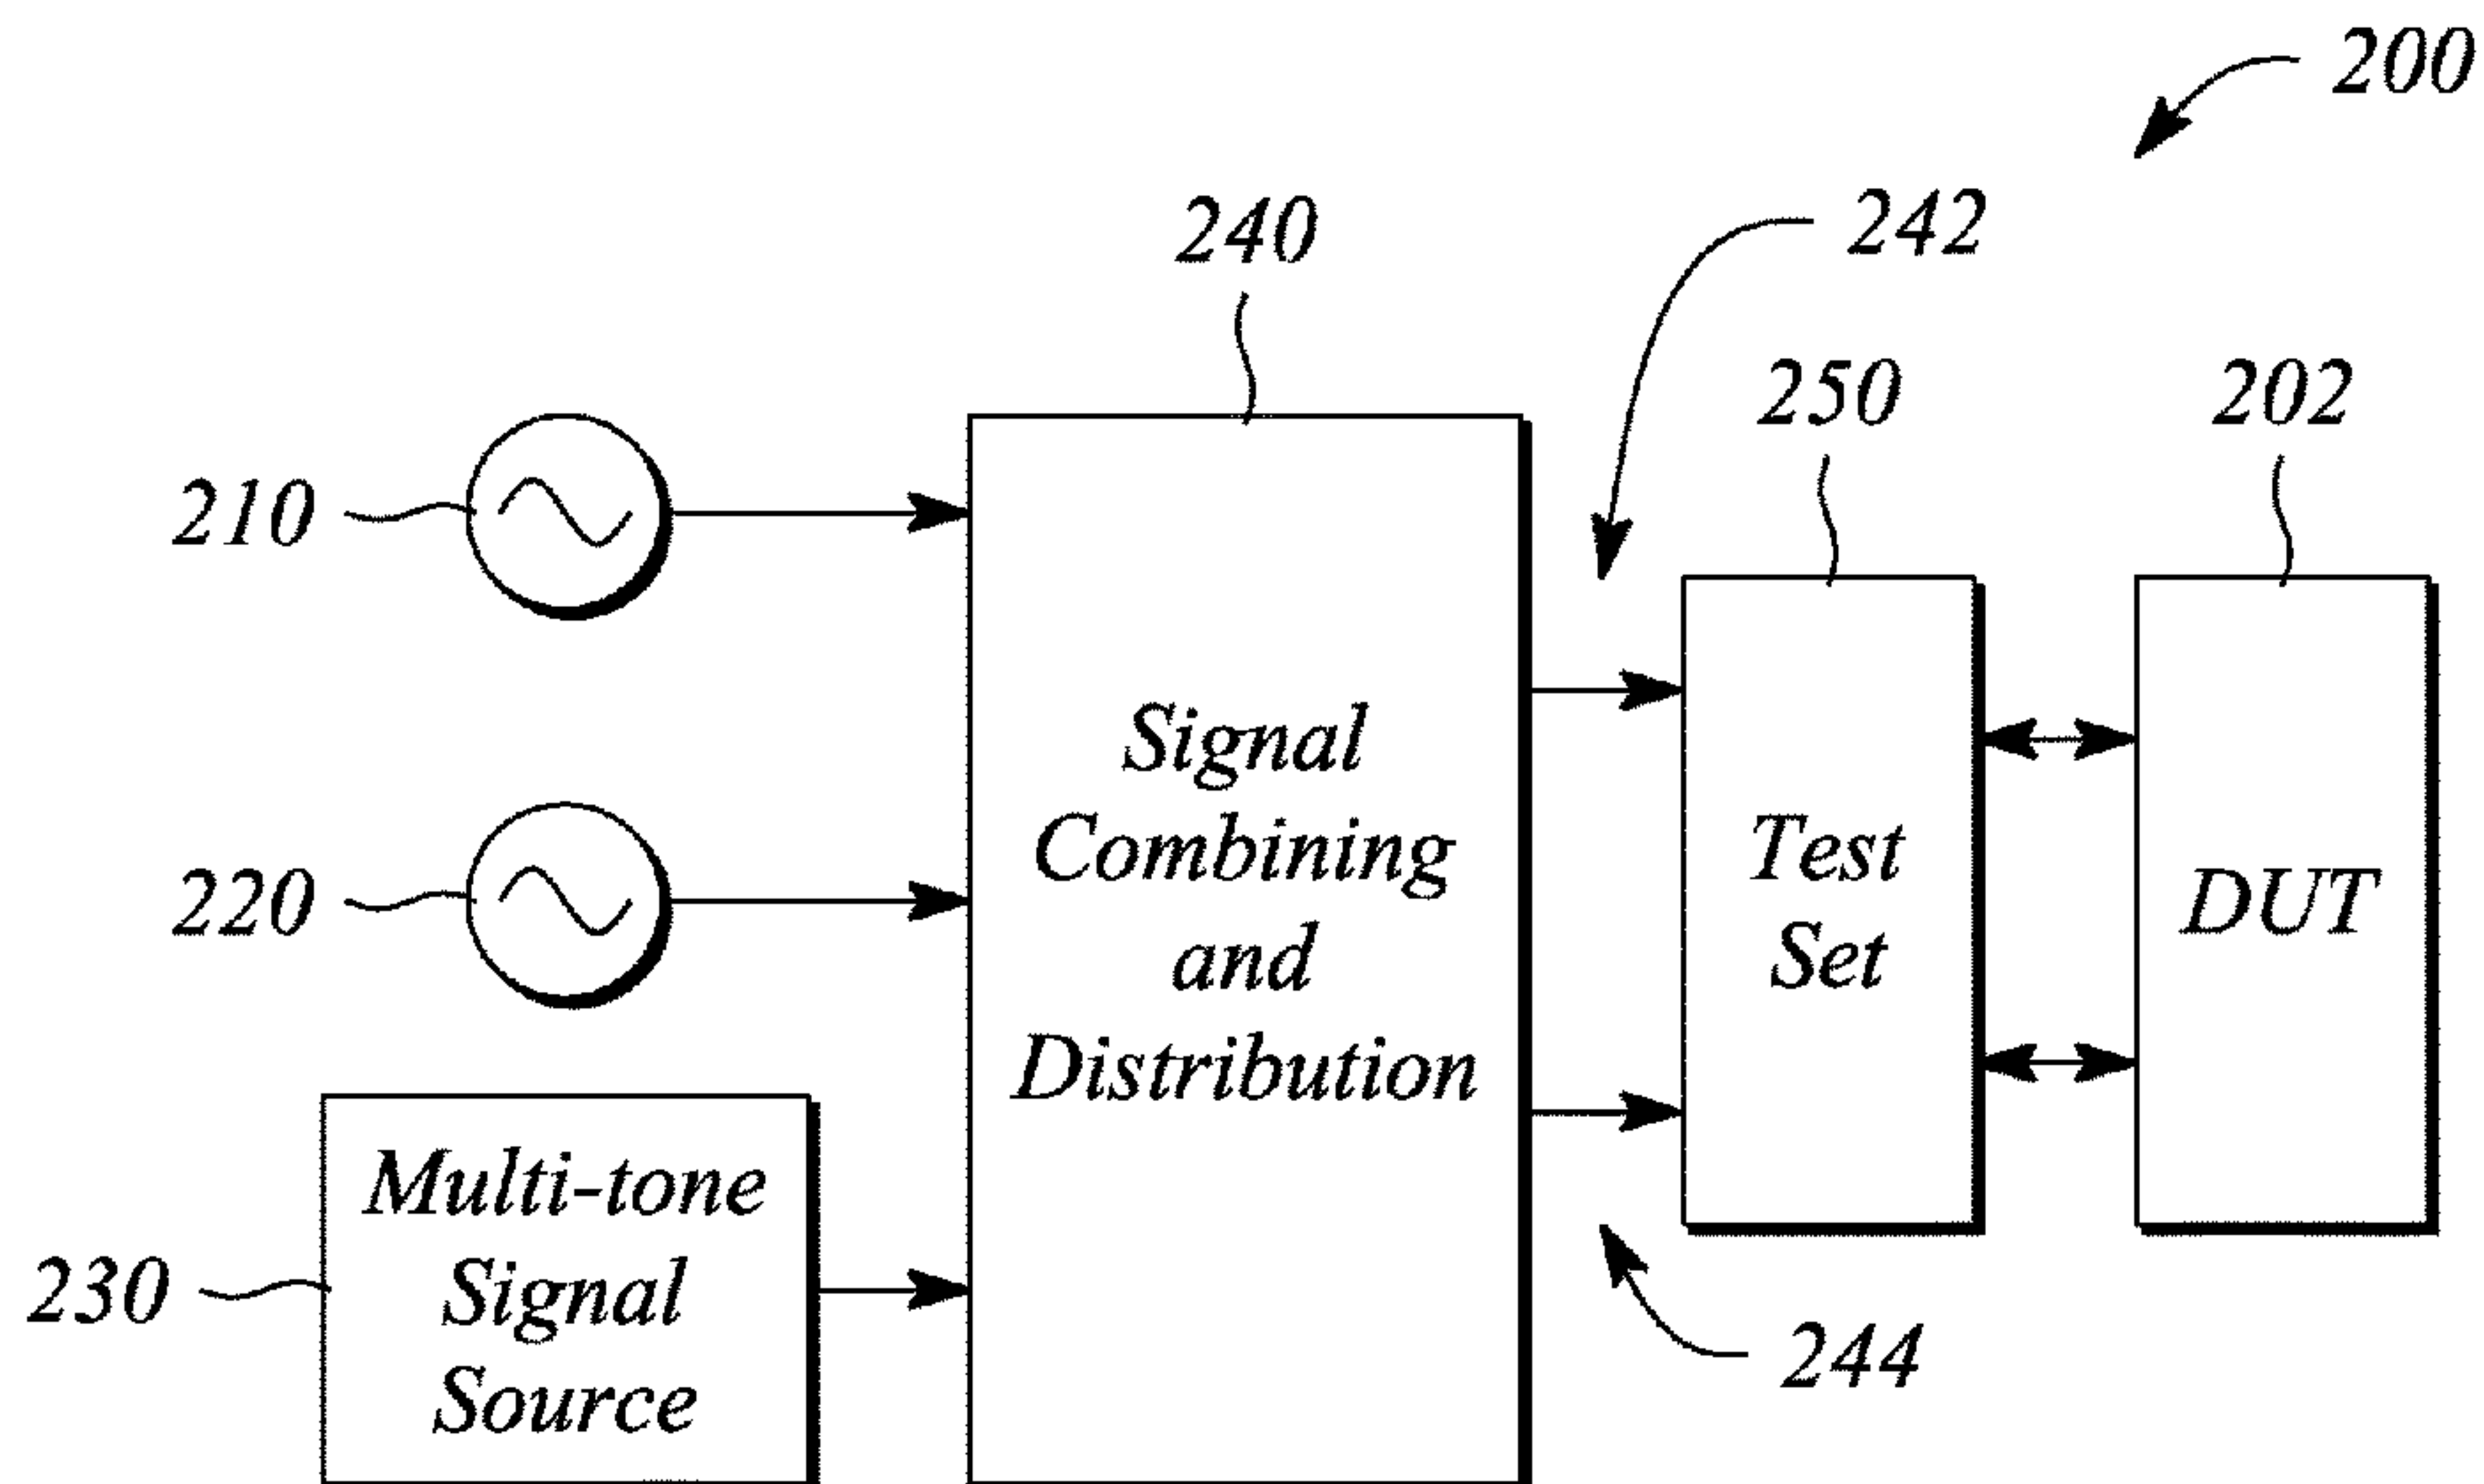 200
242
240
250
202
210
220
Signal
Combining
and
Distribution
Test
Set
DUT
230
Multi-tone
Signal
Source
244